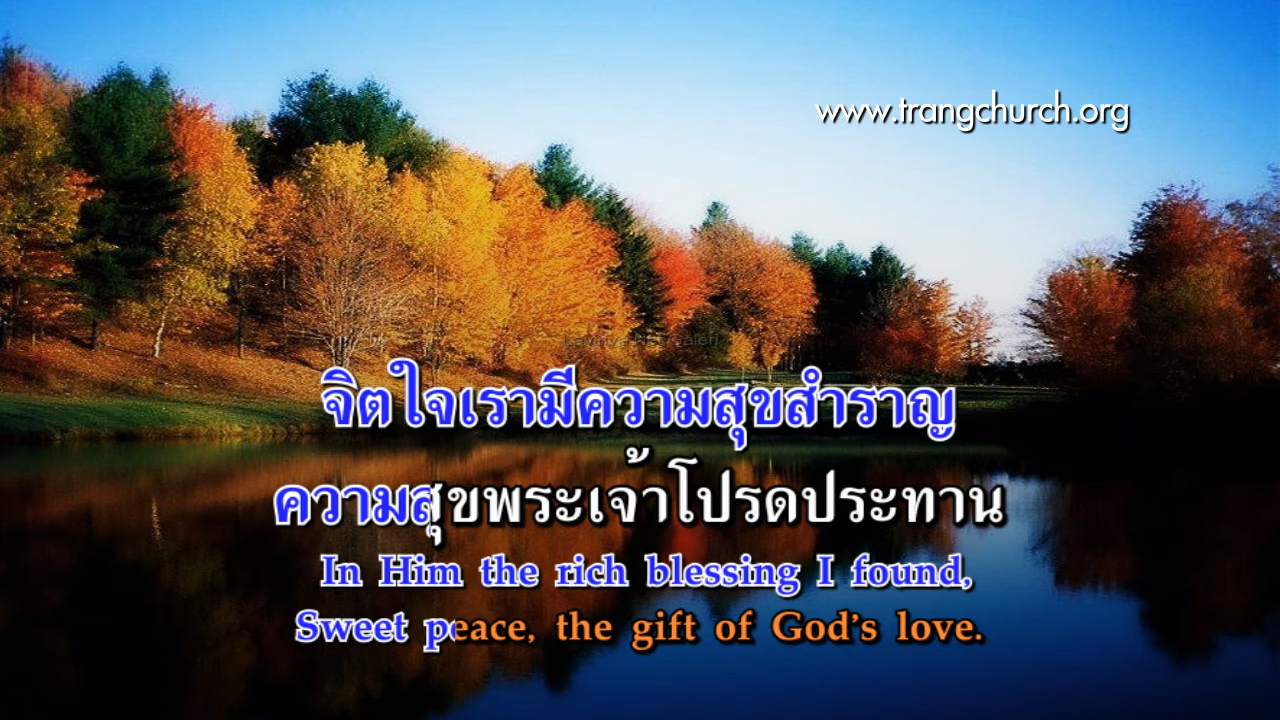 www.trangchurch.org
จิตใจเรามีความสุขสำราญ
ความสุขพระเจ้าโปรดประทาน
In Him the rich blessing I found,
Sweet peace, the gift of God's love.